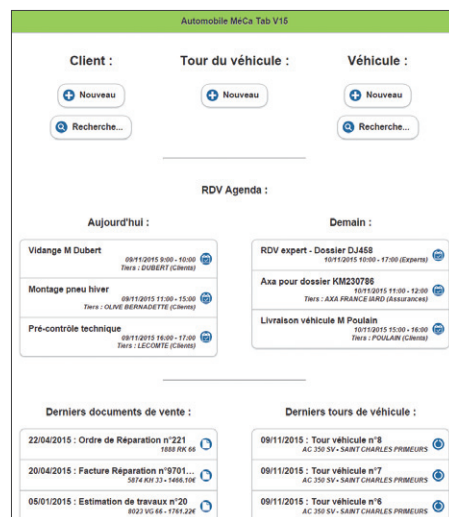 Automobile MéCa Tab V15
Client :
Tour du véhicule :
Véhicule :
Nouveau
Nouveau
Nouveau
Recherche...
Recherche...
RDV Agenda :
Aujourd'hui :
Demain :
Vidange M Dubert
09/11/2015 9:00 - 10:00
Tiers : DUBERT (Clients)
Montage pneu hiver
09/11/2015 11:00 - 15:00
Tiers : OLIVE BERNADETTE (Clients)
Pré-contrôle technique
09/11/2015 16:00 - 17:00
Tiers : LECOMTE (Clients)
RDV expert - Dossier DJ458
10/11/2015 10:00 - 17:00 (Experts)
Axa pour dossier KM230786
10/11/2015 11:00 - 12:00
Tiers : AXA FRANCE IARD (Assurances)
Livraison véhicule M Poulain
10/11/2015 15:00 - 16:00
Tiers : POULAIN (Clients)
Derniers documents de vente :
Derniers tours de véhicule :
22/04/2015 : Ordre de Réparation n°221
1888 RK 66
20/04/2015 : Facture Réparation n°9701...
5874 KH 33 - 1466.10€
05/01/2015 : Estimation de travaux n°20
8023 VG 66 - 1761.22€
09/11/2015 : Tour véhicule n°8
AC 350 SV - SAINT CHARLES PRIMEURS
09/11/2015 : Tour véhicule n°7
AC 350 SV - SAINT CHARLES PRIMEURS
09/11/2015 : Tour véhicule n°6
AC 350 SV - SAINT CHARLES PRIMEURS